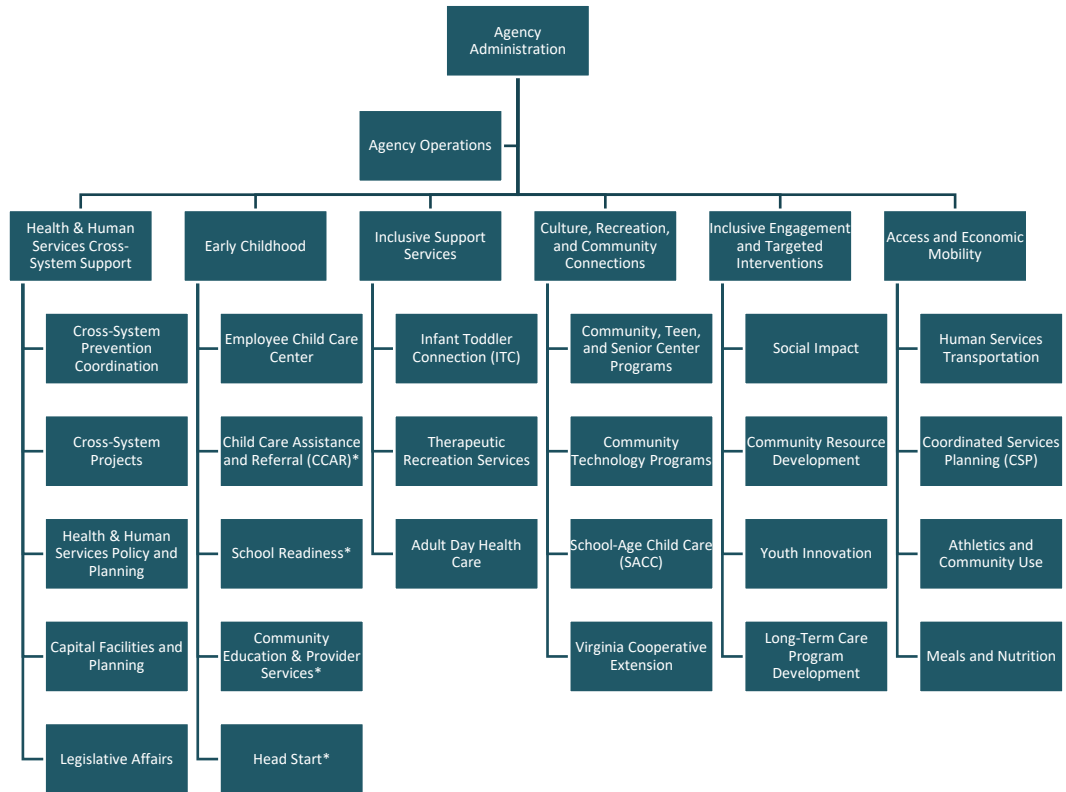 Agency
Administration
Agency Operations
Health & Human
Services Cross-
System Support
Early Childhood
Inclusive Support
Services
Culture, Recreation,
and Community
Connections
Inclusive Engagement
and Targeted
Interventions
Access and Economic
Mobility
Cross-System
Prevention
Coordination
Employee Child Care
Center
Infant Toddler
Connection (ITC)
Community, Teen,
and Senior Center
Programs
Social Impact
Human Services
Transportation
Cross-System
Projects
Child Care Assistance
and Referral (CCAR)*
Therapeutic
Recreation Services
Community
Technology Programs
Community Resource
Development
Coordinated Services
Planning (CSP)
Health & Human
Services Policy and
Planning
School Readiness*
Adult Day Health
Care
School-Age Child Care
(SACC)
Youth Innovation
Athletics and
Community Use
Capital Facilities and
Planning
Community
Education & Provider
Services*
Virginia Cooperative
Extension
Long-Term Care
Program
Development
Meals and Nutrition
Legislative Affairs
Head Start*